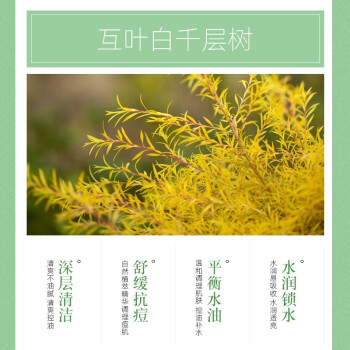 互叶白千层树
深层清洁
清爽不油腻 清爽控油
舒缓抗痘
自然植萃精华调理痘肌
平衡水油
温和调理肌肤 控油补水
水润锁水
水润易吸收 水润透亮